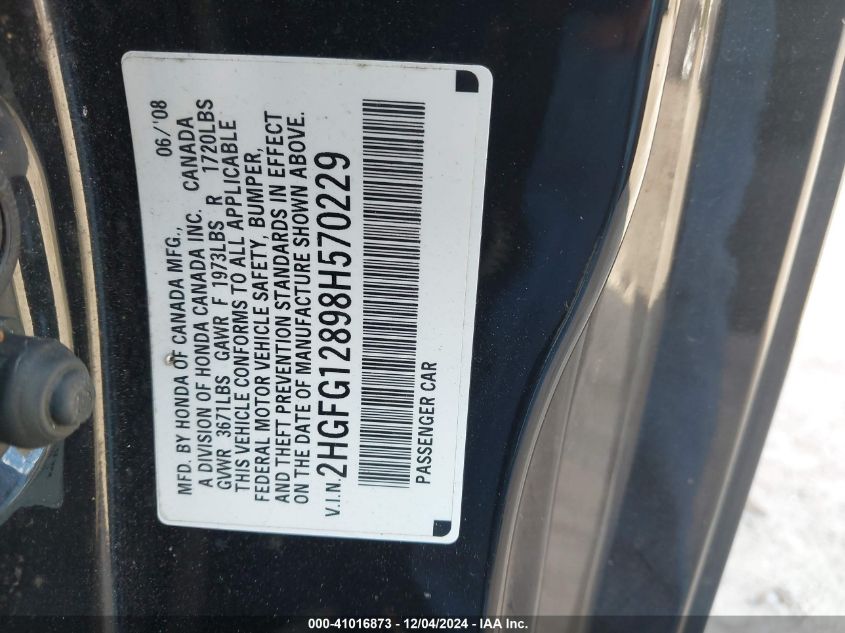 MFD. BY HONDA OF CANADA MFG., 06/'08
A DIVISION OF HONDA CANADA INC. CANADA
GVWR 3671LBS GAWR F 1973LBS R 1720LBS
THIS VEHICLE CONFORMS TO ALL APPLICABLE
FEDERAL MOTOR VEHICLE SAFETY, BUMPER,
AND THEFT PREVENTION STANDARDS IN EFFECT
ON THE DATE OF MANUFACTURE SHOWN ABOVE.
V.I.N. 2HGFG12898H570229
PASSENGER CAR
000-41016873 - 12/04/2024 - IAA Inc.